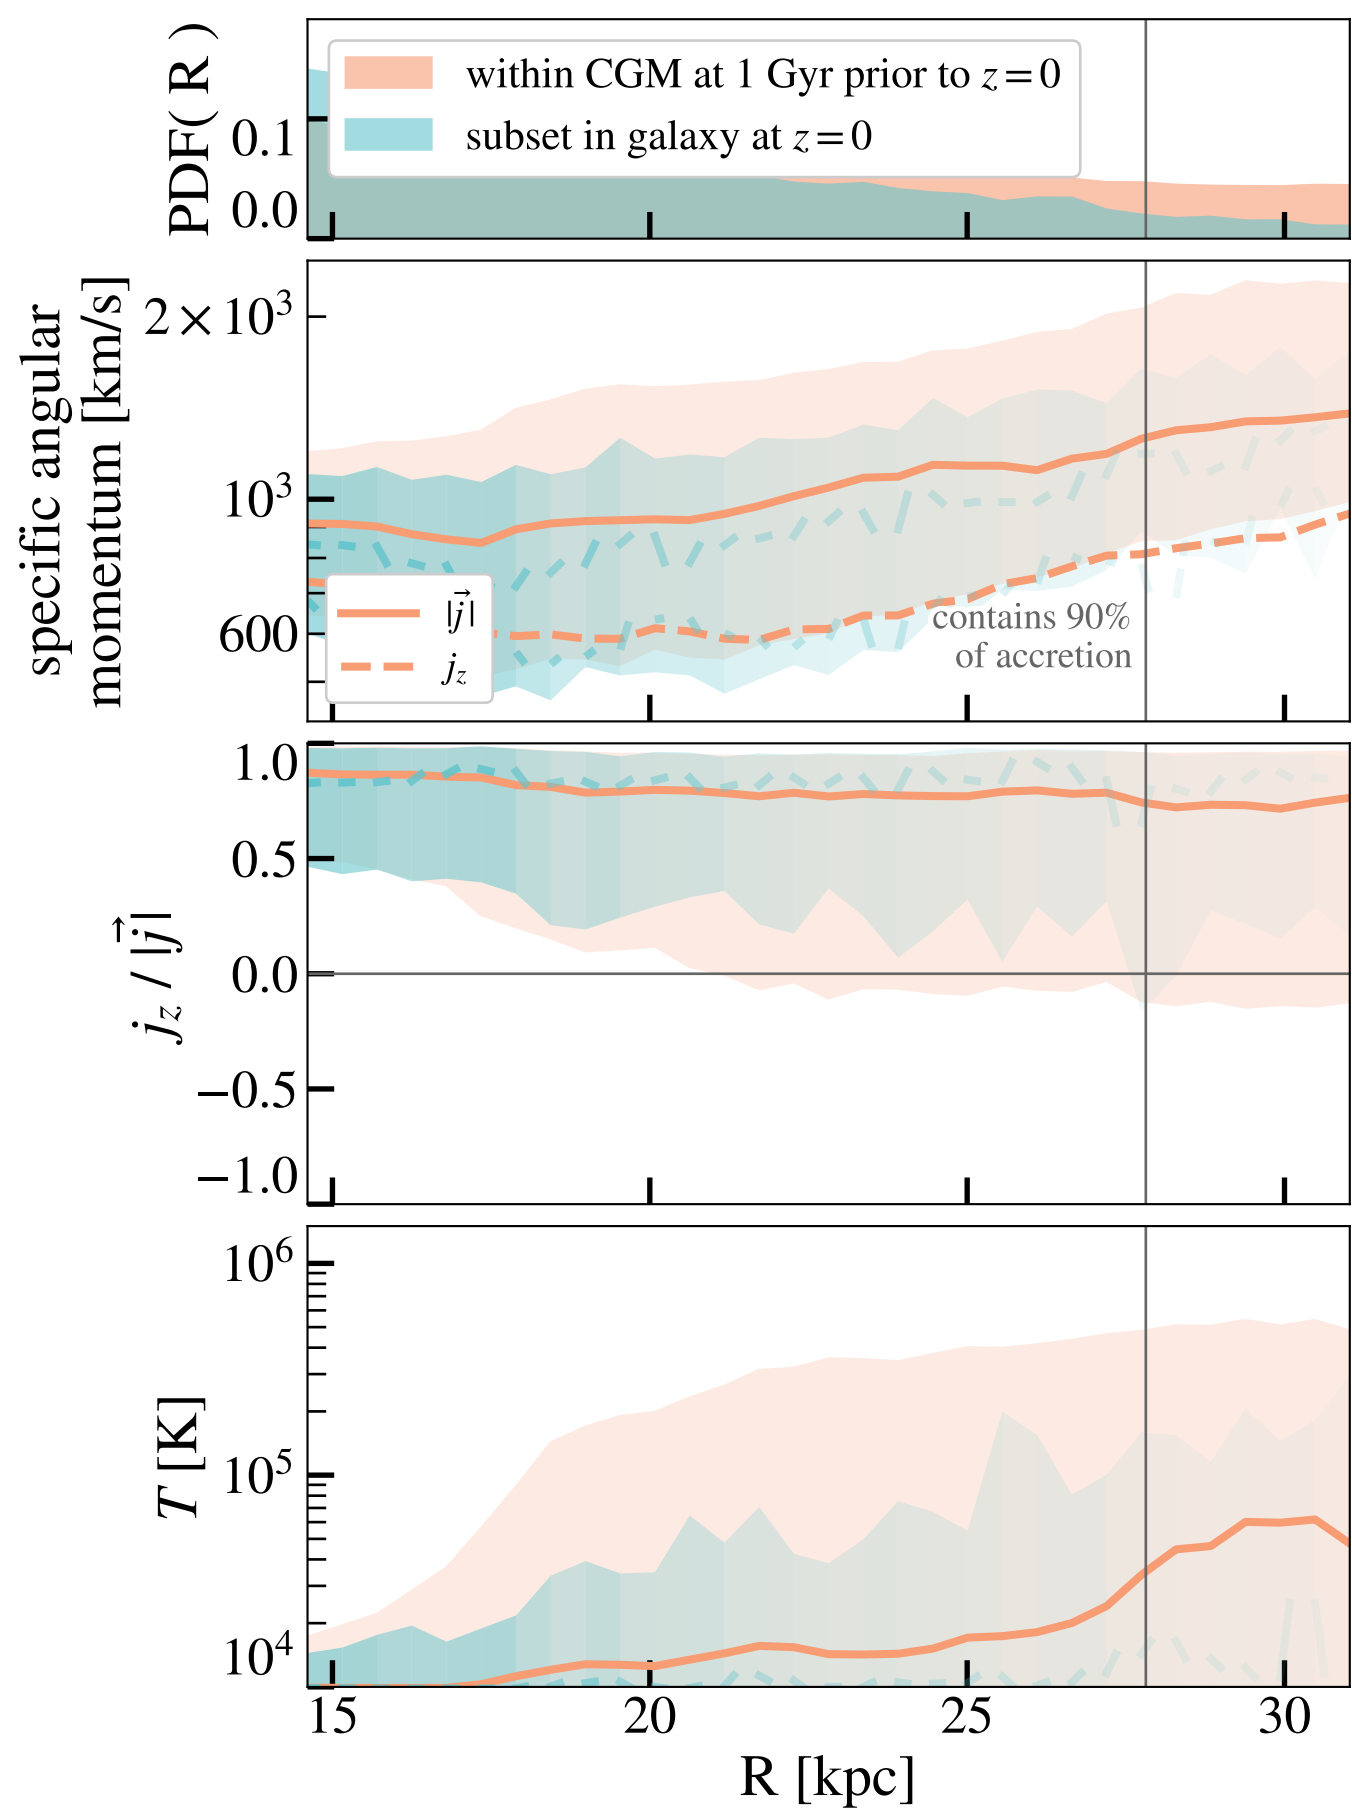 PDF( R )
0.1
0.0
within CGM at 1 Gyr prior to z = 0
subset in galaxy at z = 0
specific angular
momentum [km/s]
2 × 10³
10³
600
|j⃗|
j_z
contains 90%
of accretion
j_z / |j⃗|
1.0
0.5
0.0
−0.5
−1.0
T [K]
10⁶
10⁵
10⁴
15 20 25 30
R [kpc]